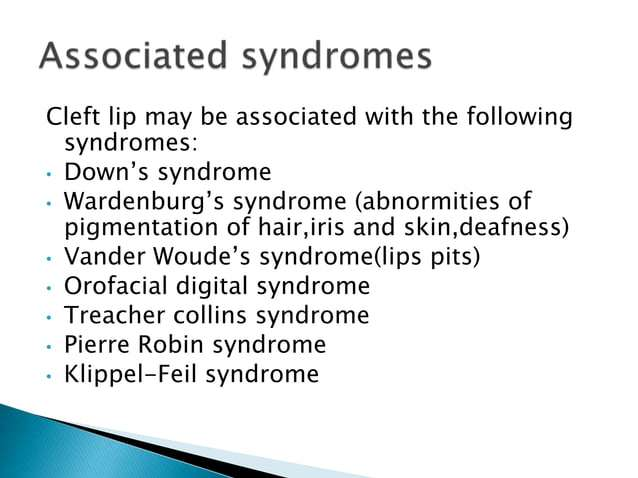 Associated syndromes
Cleft lip may be associated with the following
syndromes:
• Down’s syndrome
• Wardenburg’s syndrome (abnormities of
pigmentation of hair,iris and skin,deafness)
• Vander Woude’s syndrome(lips pits)
• Orofacial digital syndrome
• Treacher collins syndrome
• Pierre Robin syndrome
• Klippel-Feil syndrome